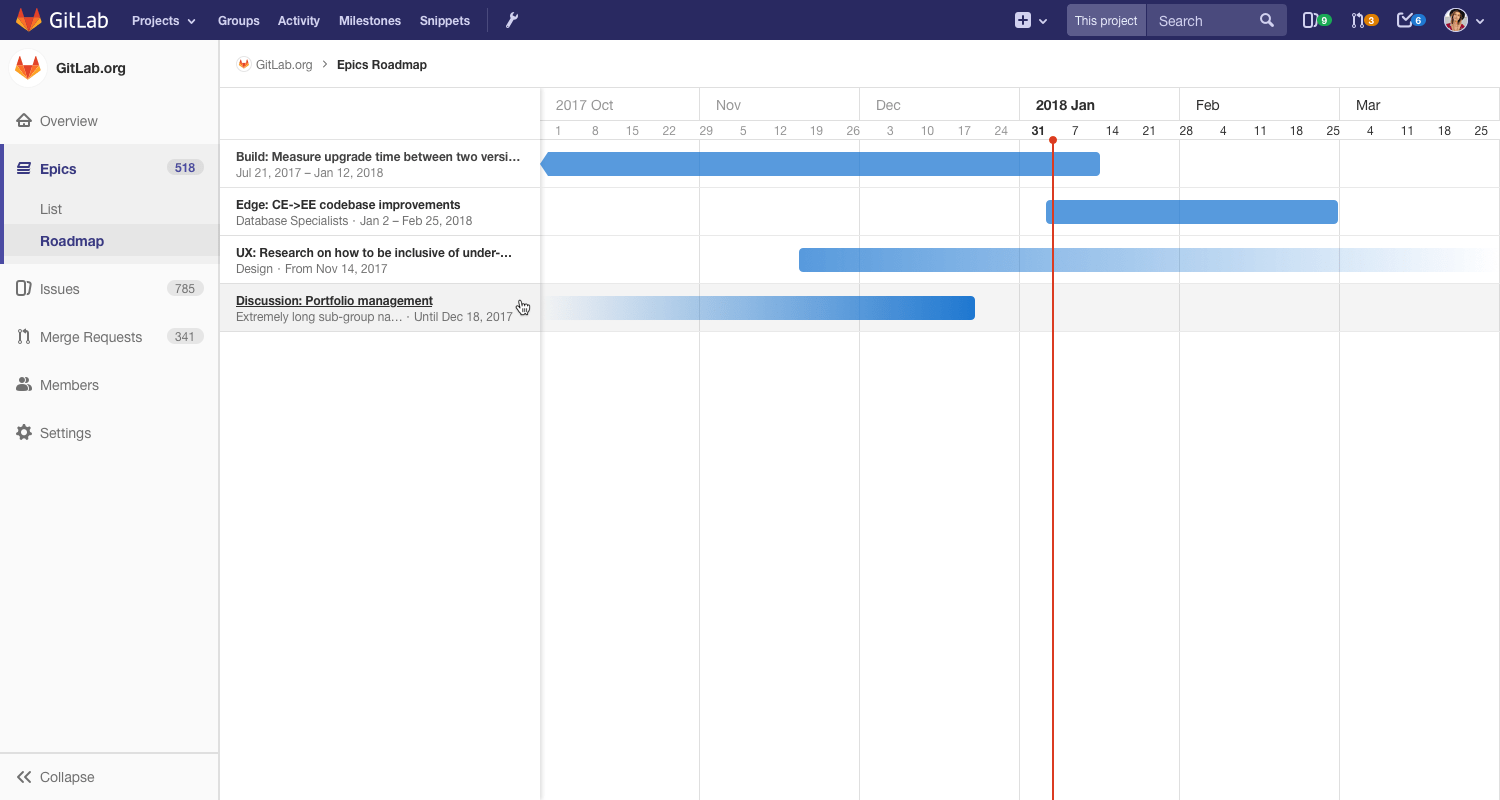 GitLab Projects Groups Activity Milestones Snippets This project Search 9 3 6
GitLab.org
GitLab.org › Epics Roadmap
Overview
Epics 518
List
Roadmap
Issues 785
Merge Requests 341
Members
Settings
Collapse
2017 Oct Nov Dec 2018 Jan Feb Mar
1 8 15 22 29 5 12 19 26 3 10 17 24 31 7 14 21 28 4 11 18 25 4 11 18 25
Build: Measure upgrade time between two versi...
Jul 21, 2017 – Jan 12, 2018
Edge: CE->EE codebase improvements
Database Specialists · Jan 2 – Feb 25, 2018
UX: Research on how to be inclusive of under-...
Design · From Nov 14, 2017
Discussion: Portfolio management
Extremely long sub-group na... · Until Dec 18, 2017